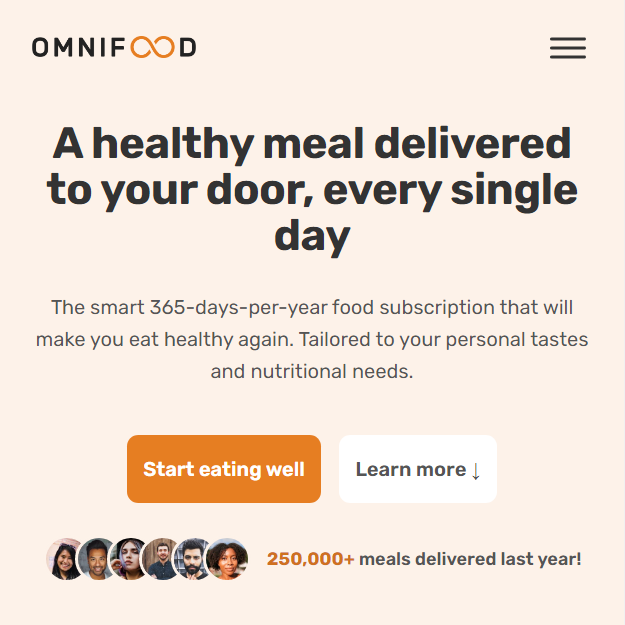 OMNIFOOD
A healthy meal delivered
to your door, every single
day
The smart 365-days-per-year food subscription that will
make you eat healthy again. Tailored to your personal tastes
and nutritional needs.
Start eating well
Learn more ↓
250,000+ meals delivered last year!